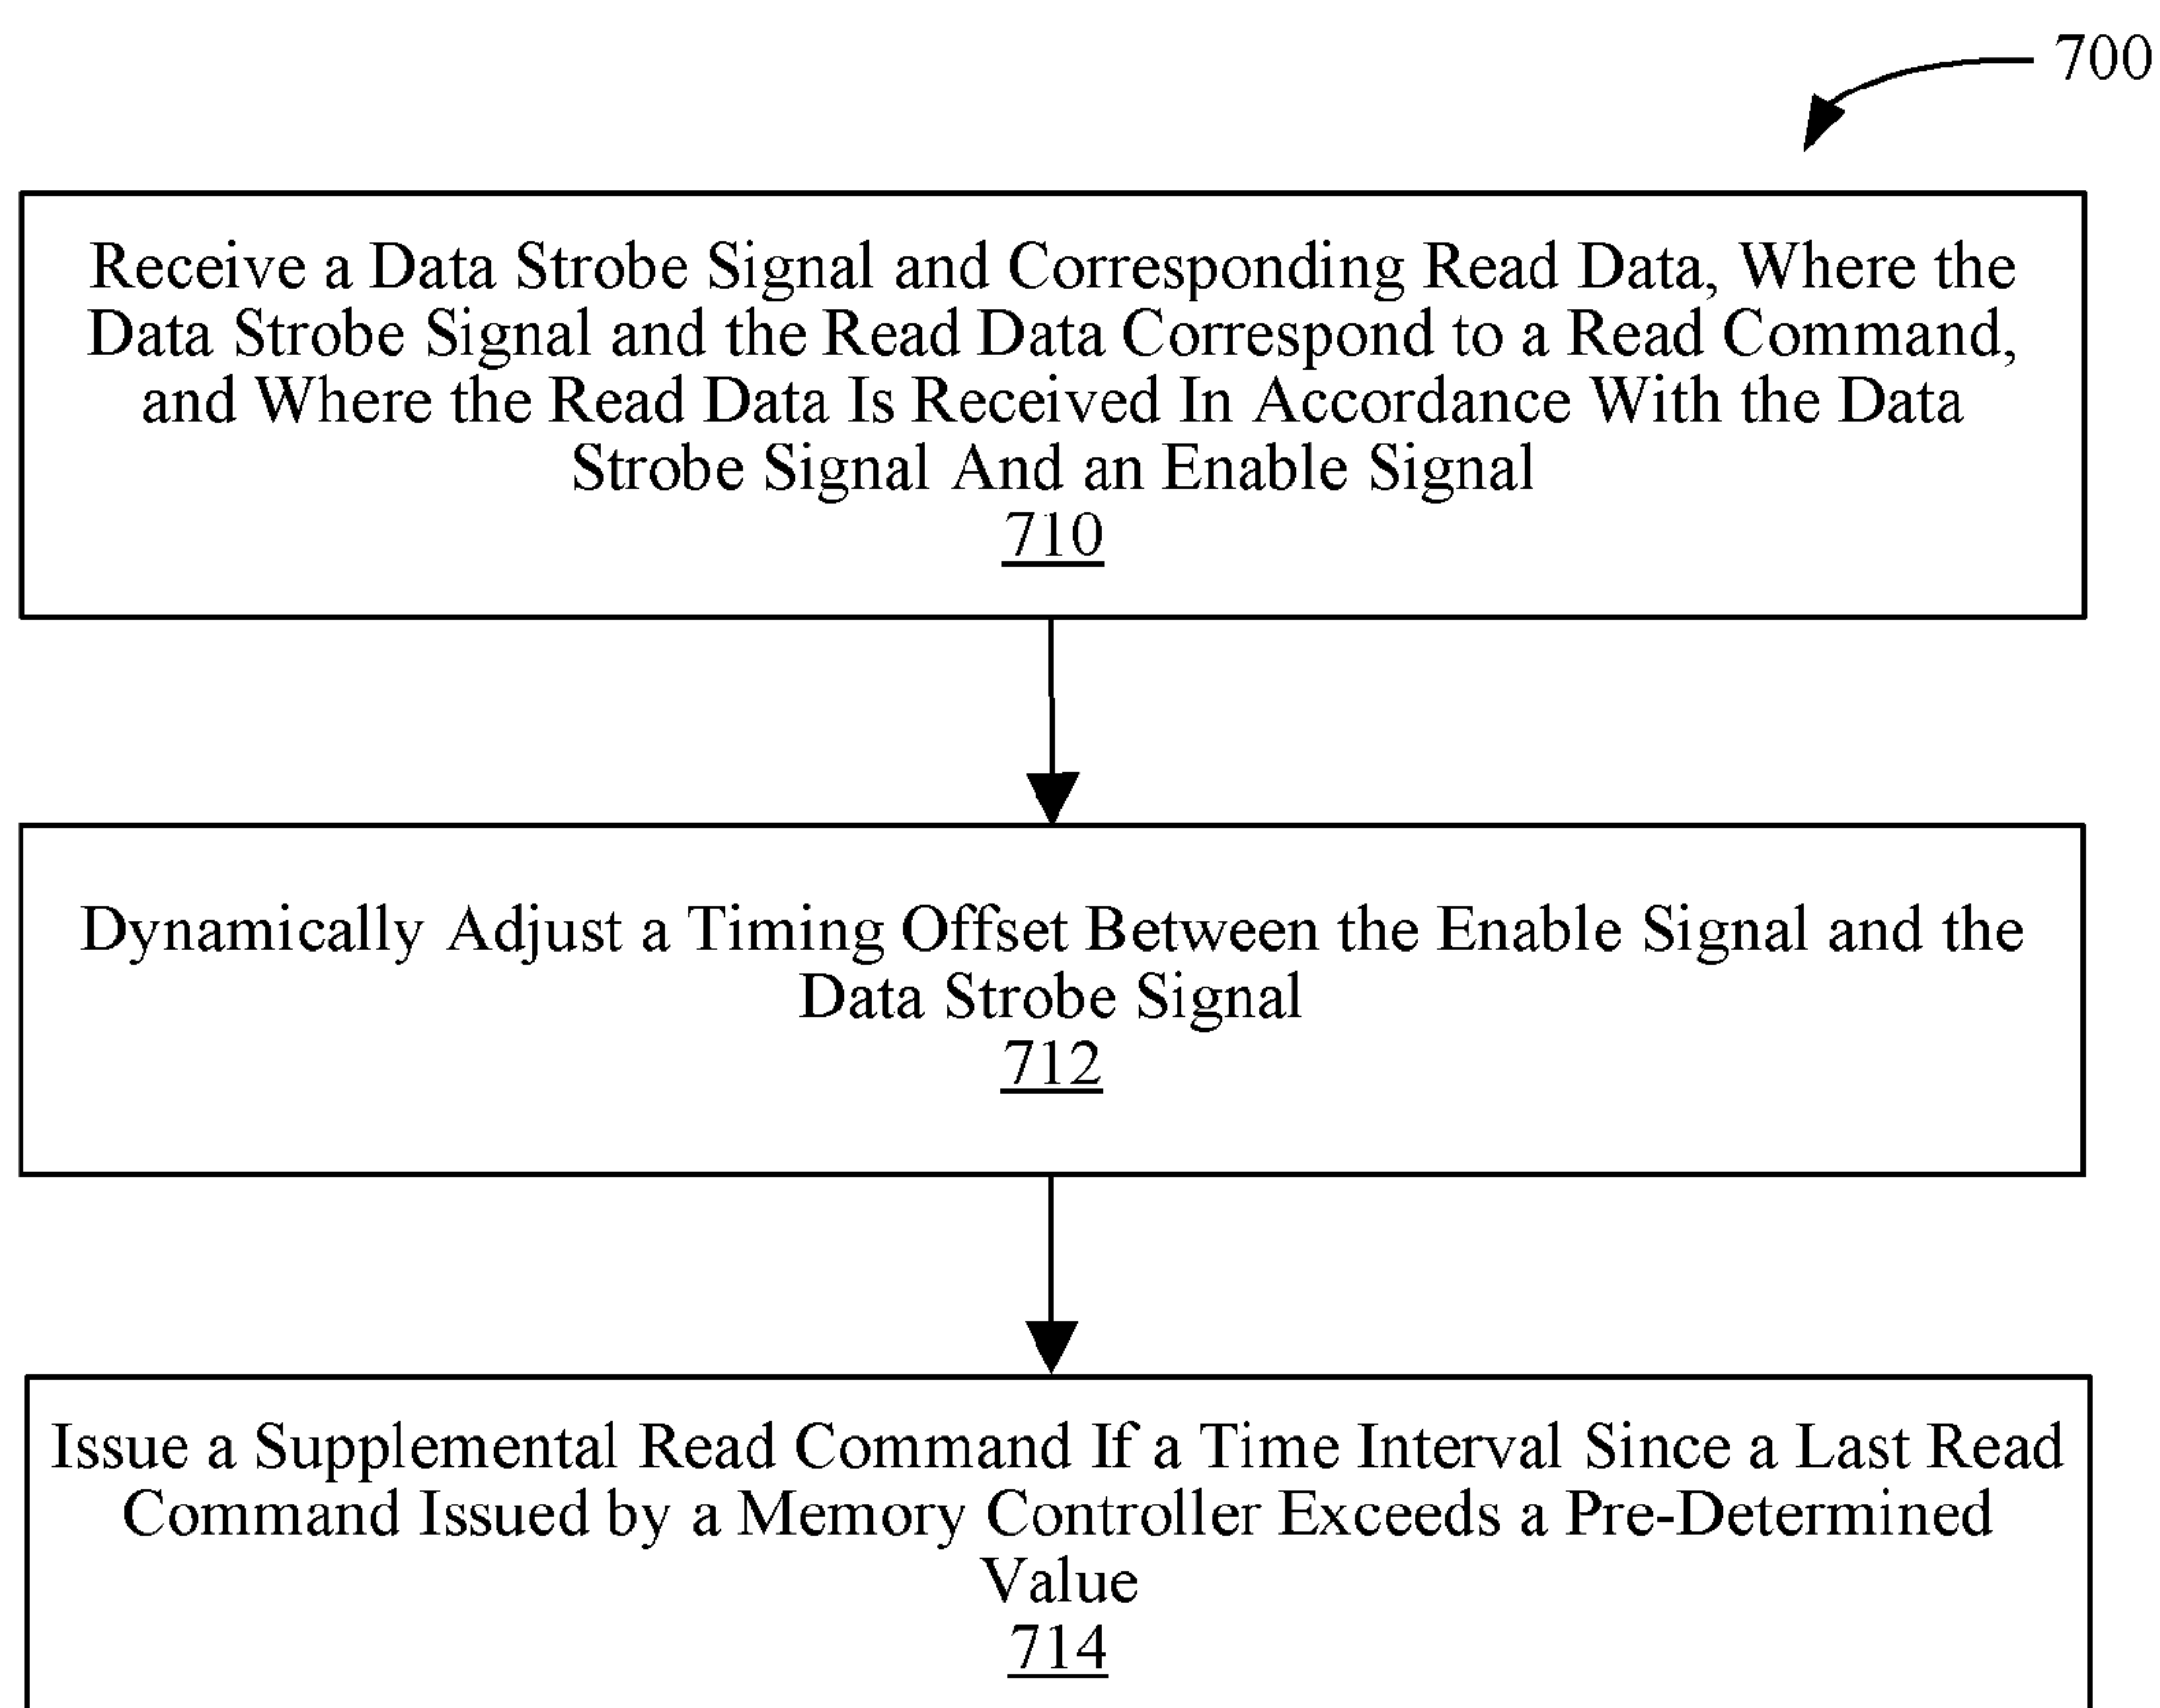 700
Receive a Data Strobe Signal and Corresponding Read Data, Where the
Data Strobe Signal and the Read Data Correspond to a Read Command,
and Where the Read Data Is Received In Accordance With the Data
Strobe Signal And an Enable Signal
710
Dynamically Adjust a Timing Offset Between the Enable Signal and the
Data Strobe Signal
712
Issue a Supplemental Read Command If a Time Interval Since a Last Read
Command Issued by a Memory Controller Exceeds a Pre-Determined
Value
714